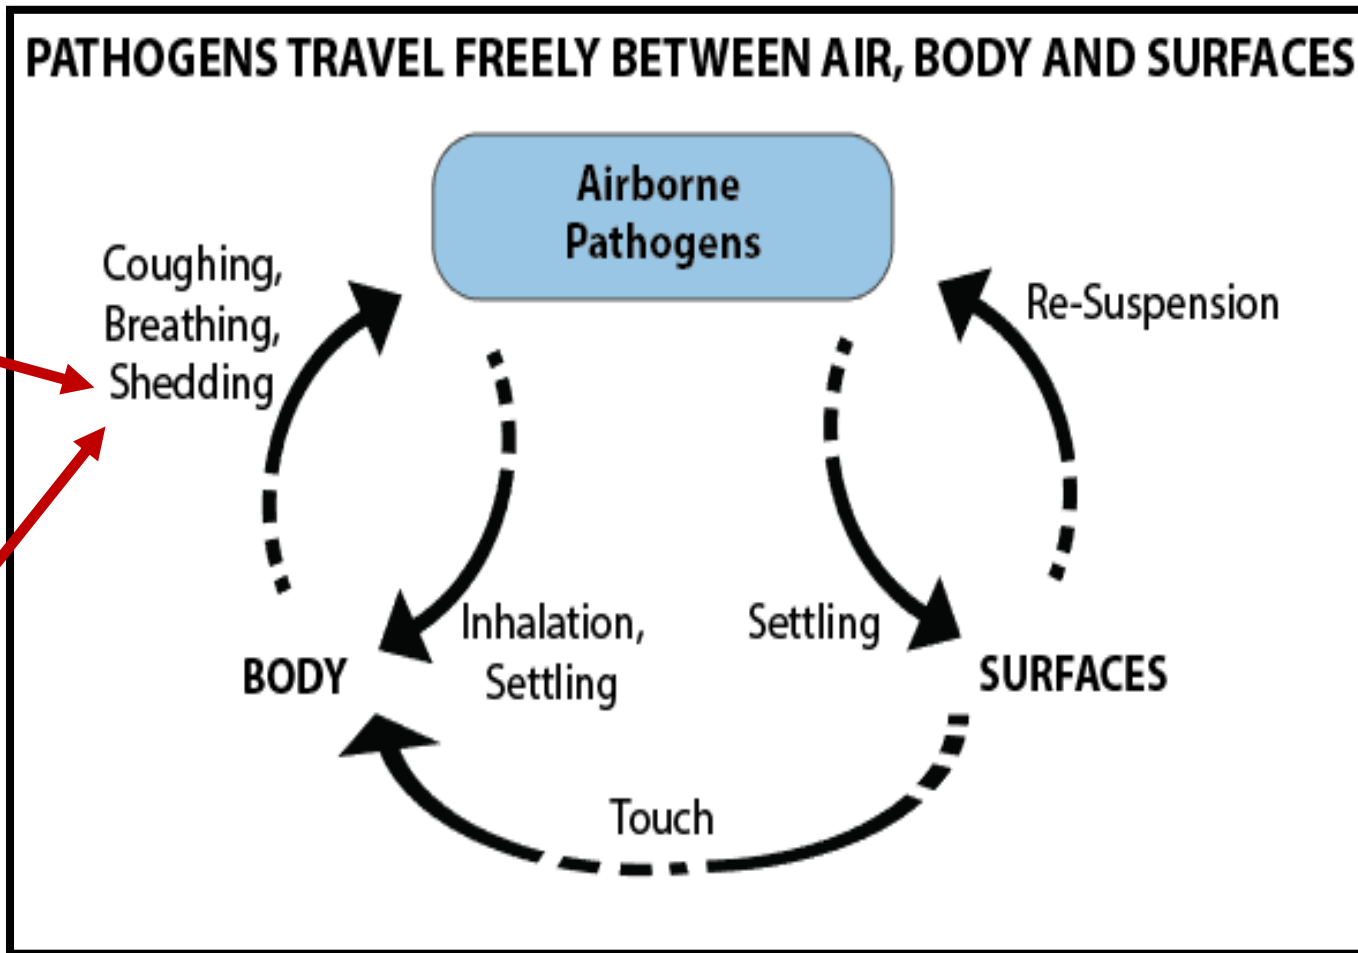 PATHOGENS TRAVEL FREELY BETWEEN AIR, BODY AND SURFACES
Airborne
Pathogens
Coughing,
Breathing,
Shedding
Re-Suspension
Inhalation,
Settling
Settling
BODY
SURFACES
Touch